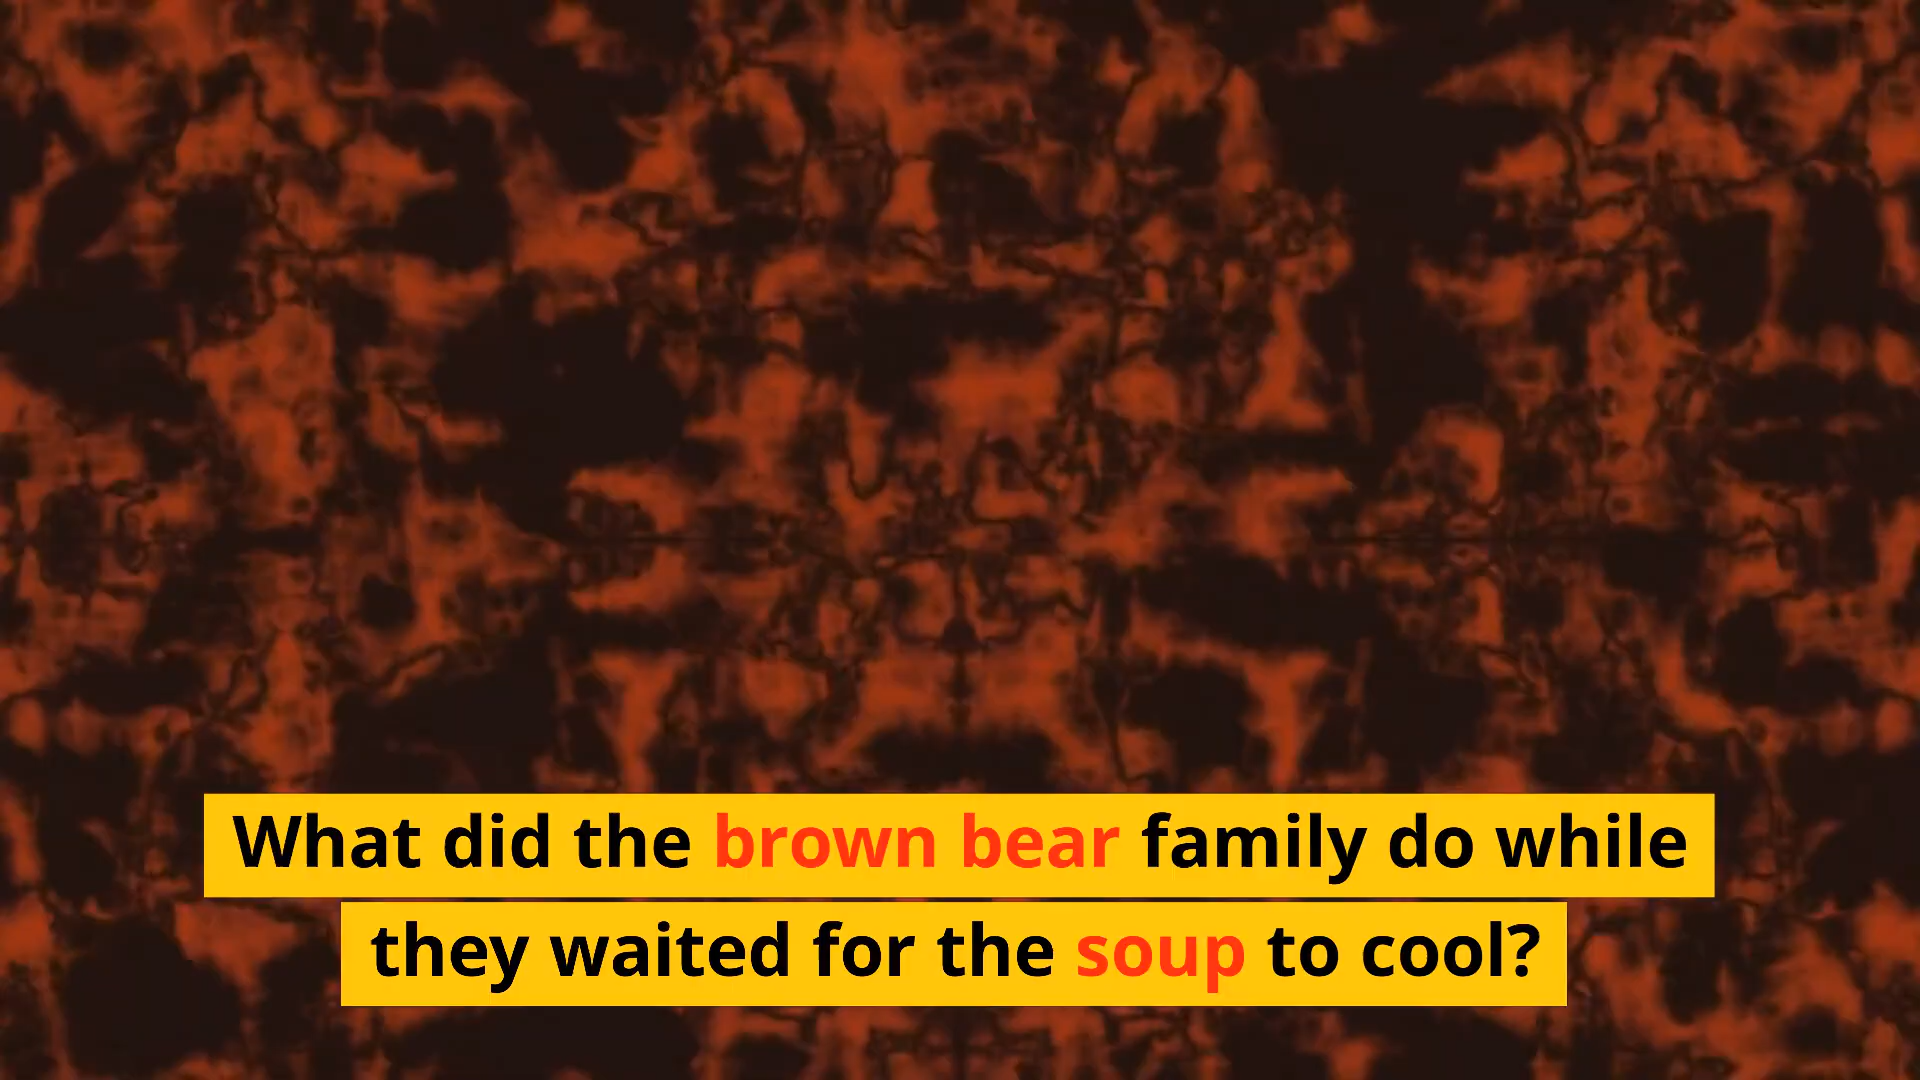 What did the brown bear family do while
they waited for the soup to cool?